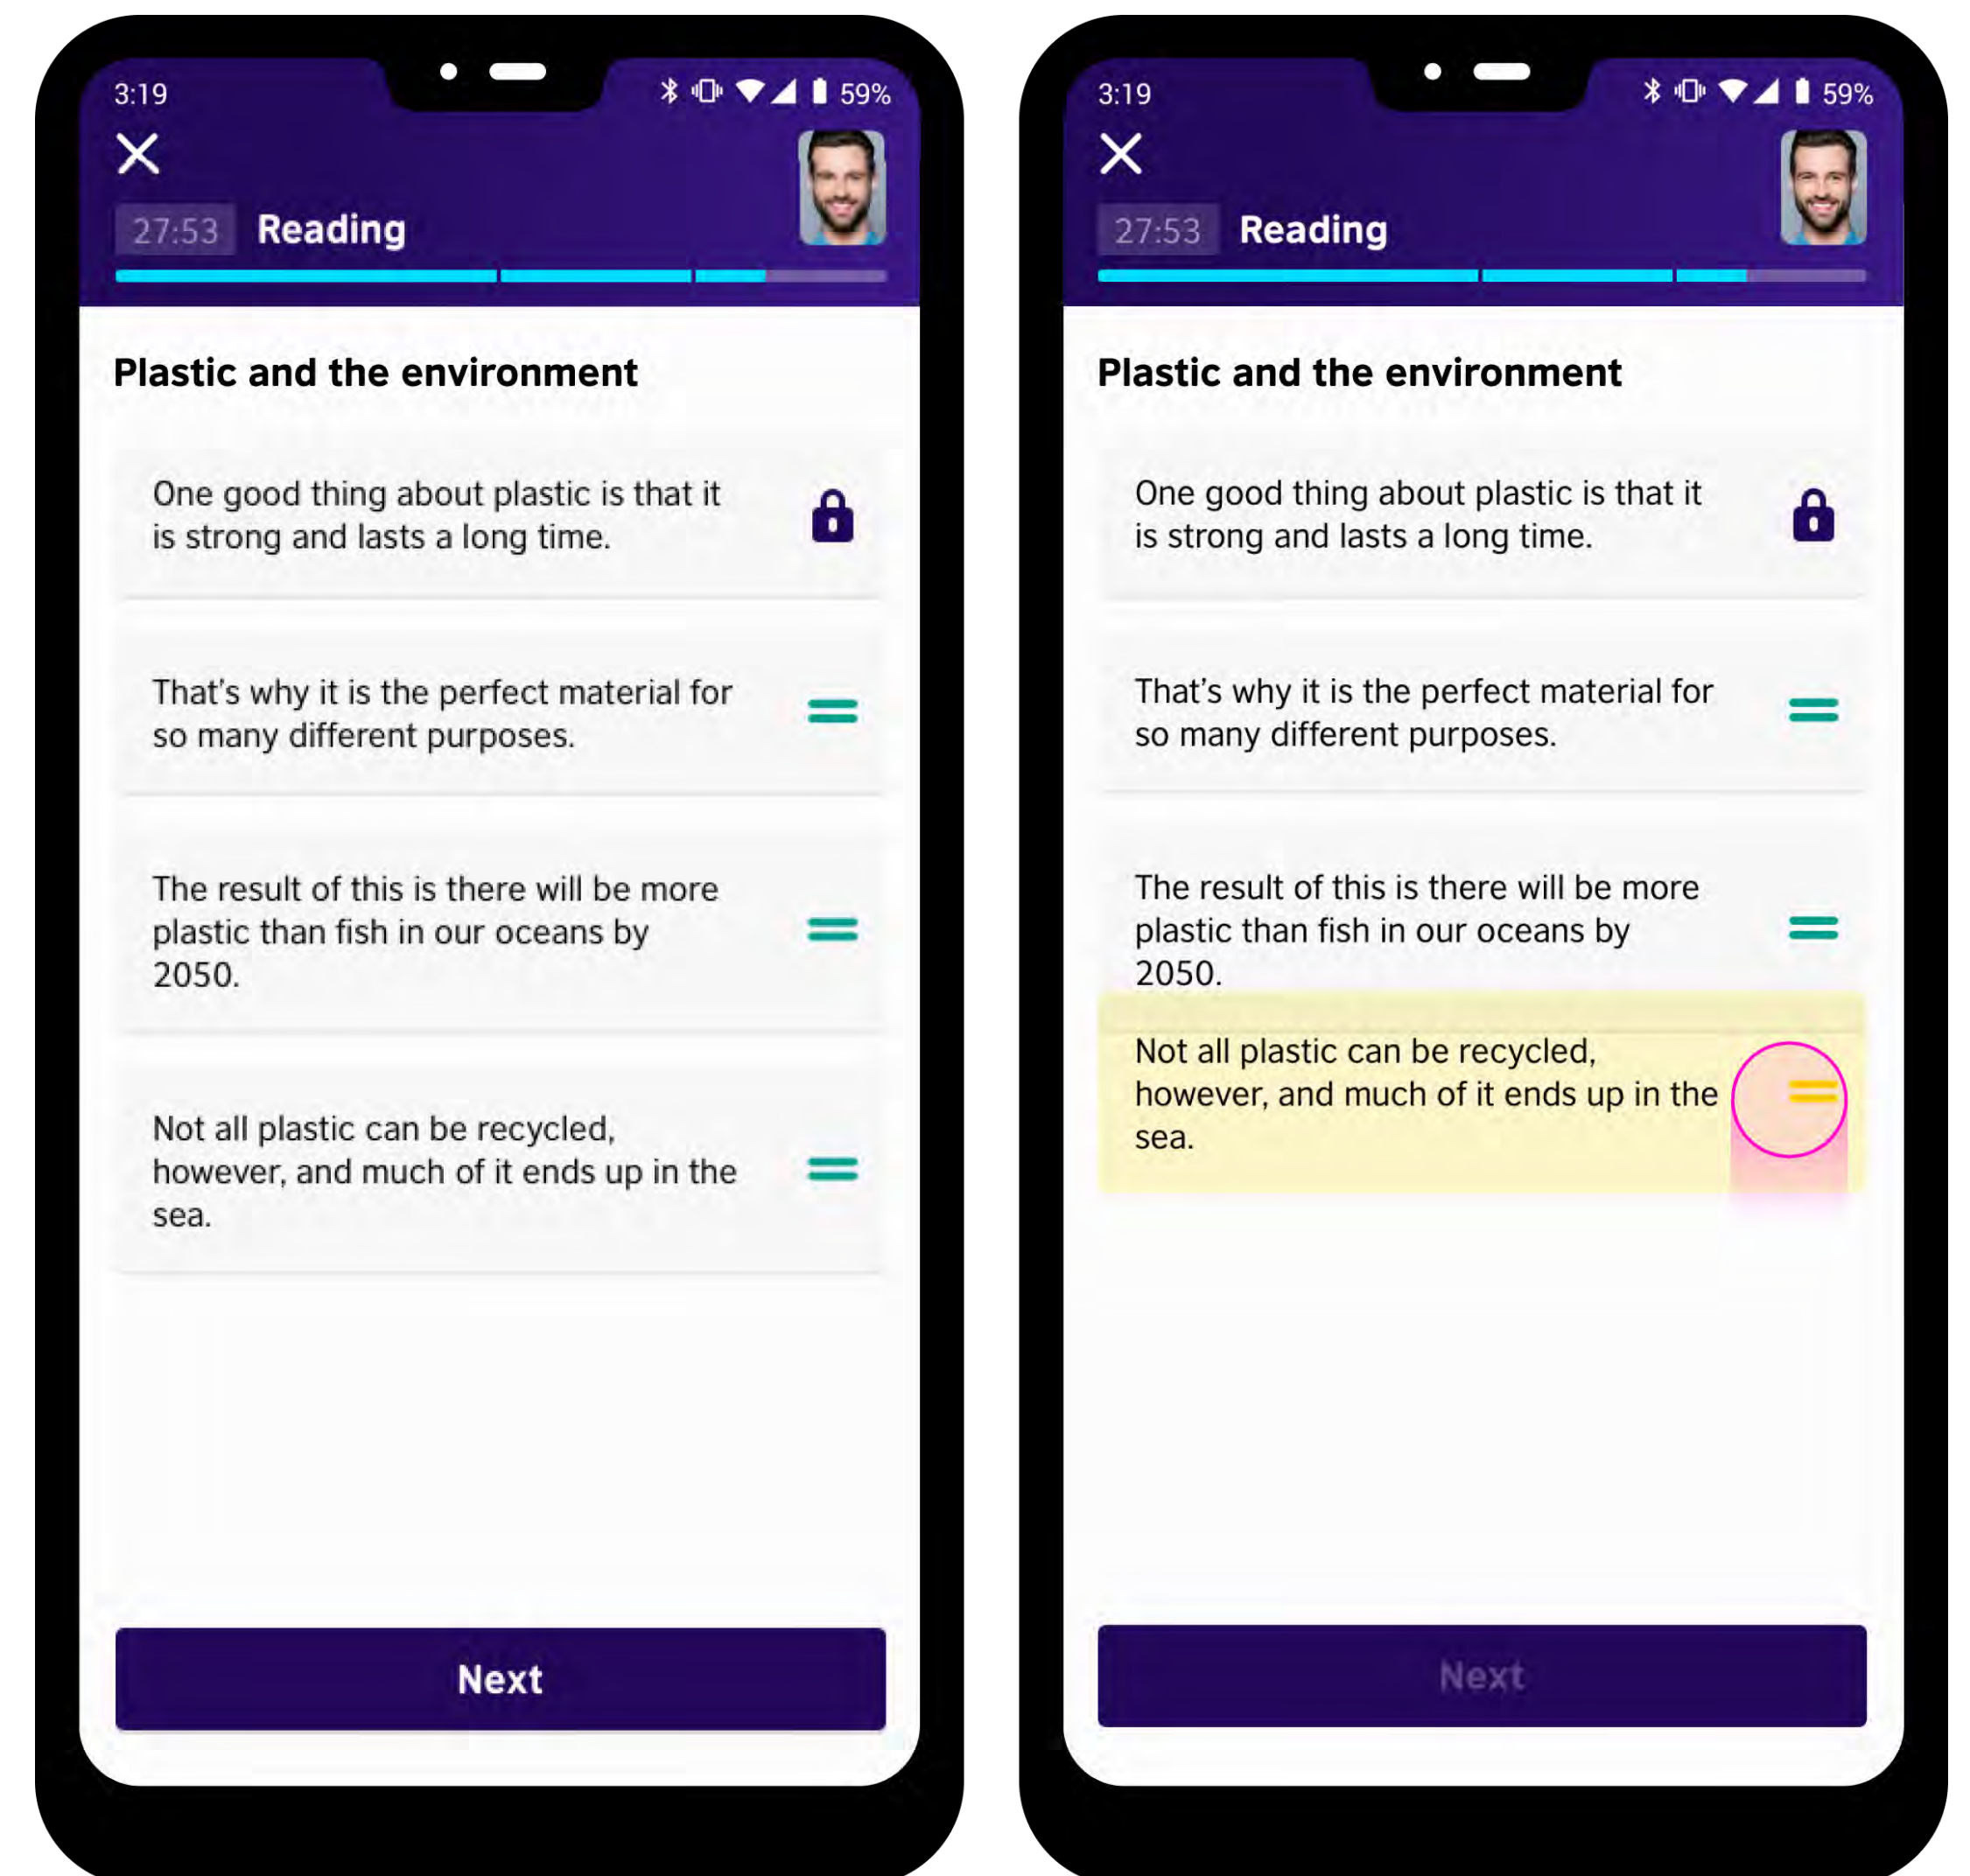 3:19
59%
27:53 Reading
Plastic and the environment
One good thing about plastic is that it
is strong and lasts a long time.
That's why it is the perfect material for
so many different purposes.
The result of this is there will be more
plastic than fish in our oceans by
2050.
Not all plastic can be recycled,
however, and much of it ends up in the
sea.
Next
3:19
59%
27:53 Reading
Plastic and the environment
One good thing about plastic is that it
is strong and lasts a long time.
That's why it is the perfect material for
so many different purposes.
The result of this is there will be more
plastic than fish in our oceans by
2050.
Not all plastic can be recycled,
however, and much of it ends up in the
sea.
Next